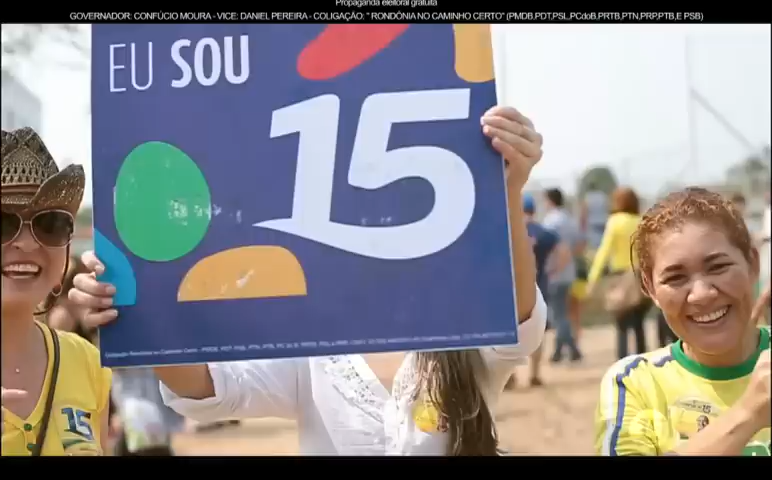 Propaganda eleitoral gratuita
GOVERNADOR: CONFÚCIO MOURA - VICE: DANIEL PEREIRA - COLIGAÇÃO: " RONDÔNIA NO CAMINHO CERTO" (PMDB,PDT,PSL,PCdoB,PRTB,PTN,PRP,PTB,E PSB)
EU SOU
15
15